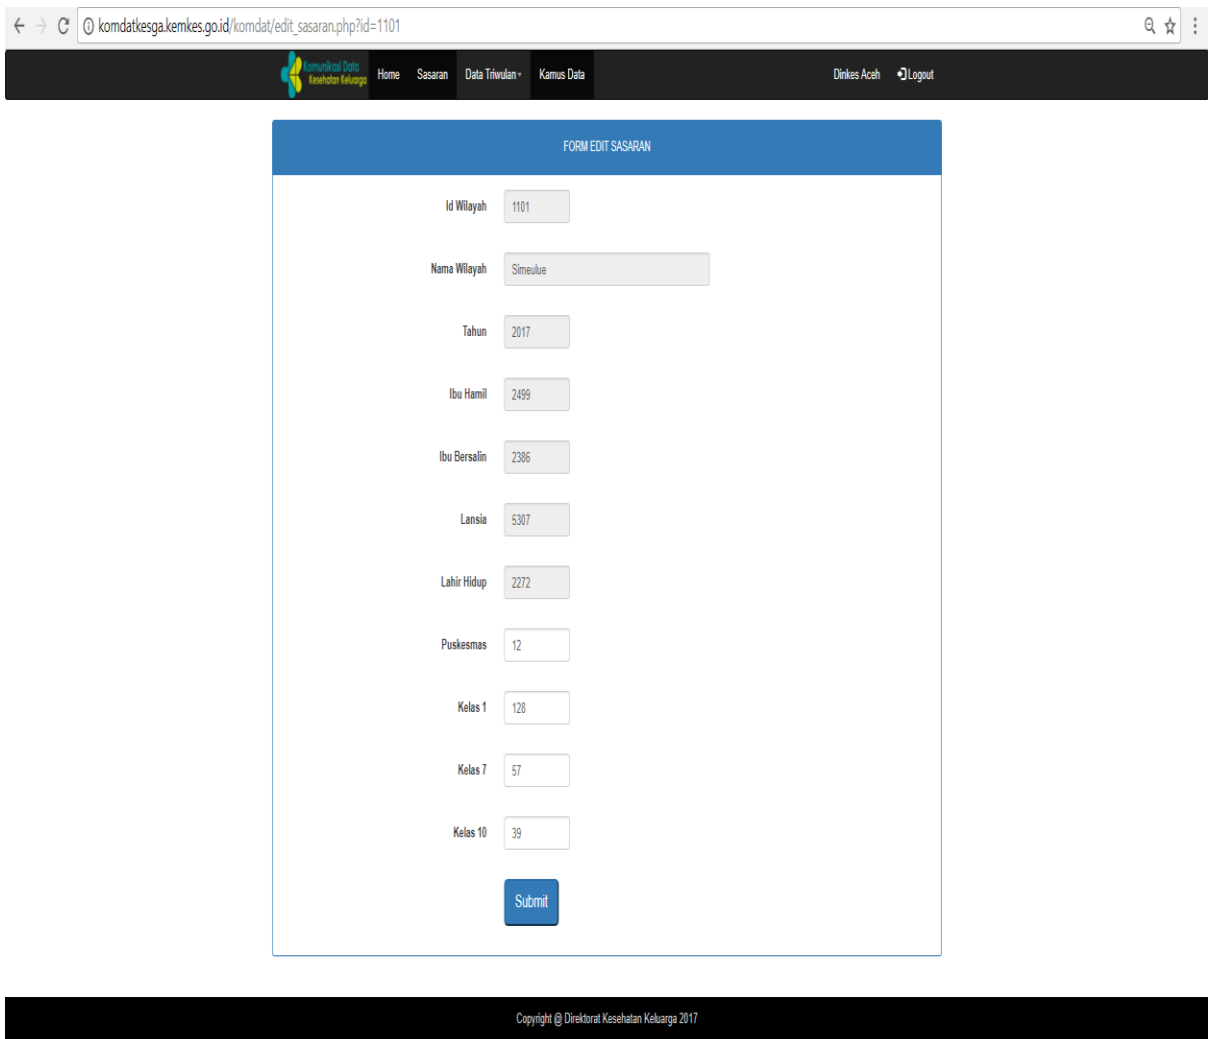 komdatkesga.kemkes.go.id/komdat/edit_sasaran.php?id=1101
Komunikasi Data
Kesehatan Keluarga
Home Sasaran Data Triwulan Kamus Data Dinkes Aceh Logout
FORM EDIT SASARAN
Id Wilayah 1101
Nama Wilayah Simeulue
Tahun 2017
Ibu Hamil 2499
Ibu Bersalin 2386
Lansia 5307
Lahir Hidup 2272
Puskesmas 12
Kelas 1 128
Kelas 7 57
Kelas 10 39
Submit
Copyright @ Direktorat Kesehatan Keluarga 2017